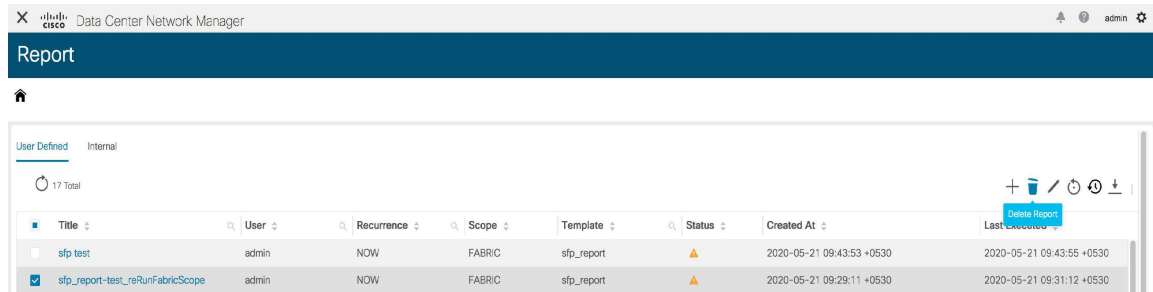 CISCO Data Center Network Manager admin
Report
User Defined Internal
17 Total
Delete Report
Title User Recurrence Scope Template Status Created At Last Executed
sfp test admin NOW FABRIC sfp_report 2020-05-21 09:43:53 +0530 2020-05-21 09:43:55 +0530
sfp_report-test_reRunFabricScope admin NOW FABRIC sfp_report 2020-05-21 09:29:11 +0530 2020-05-21 09:31:12 +0530